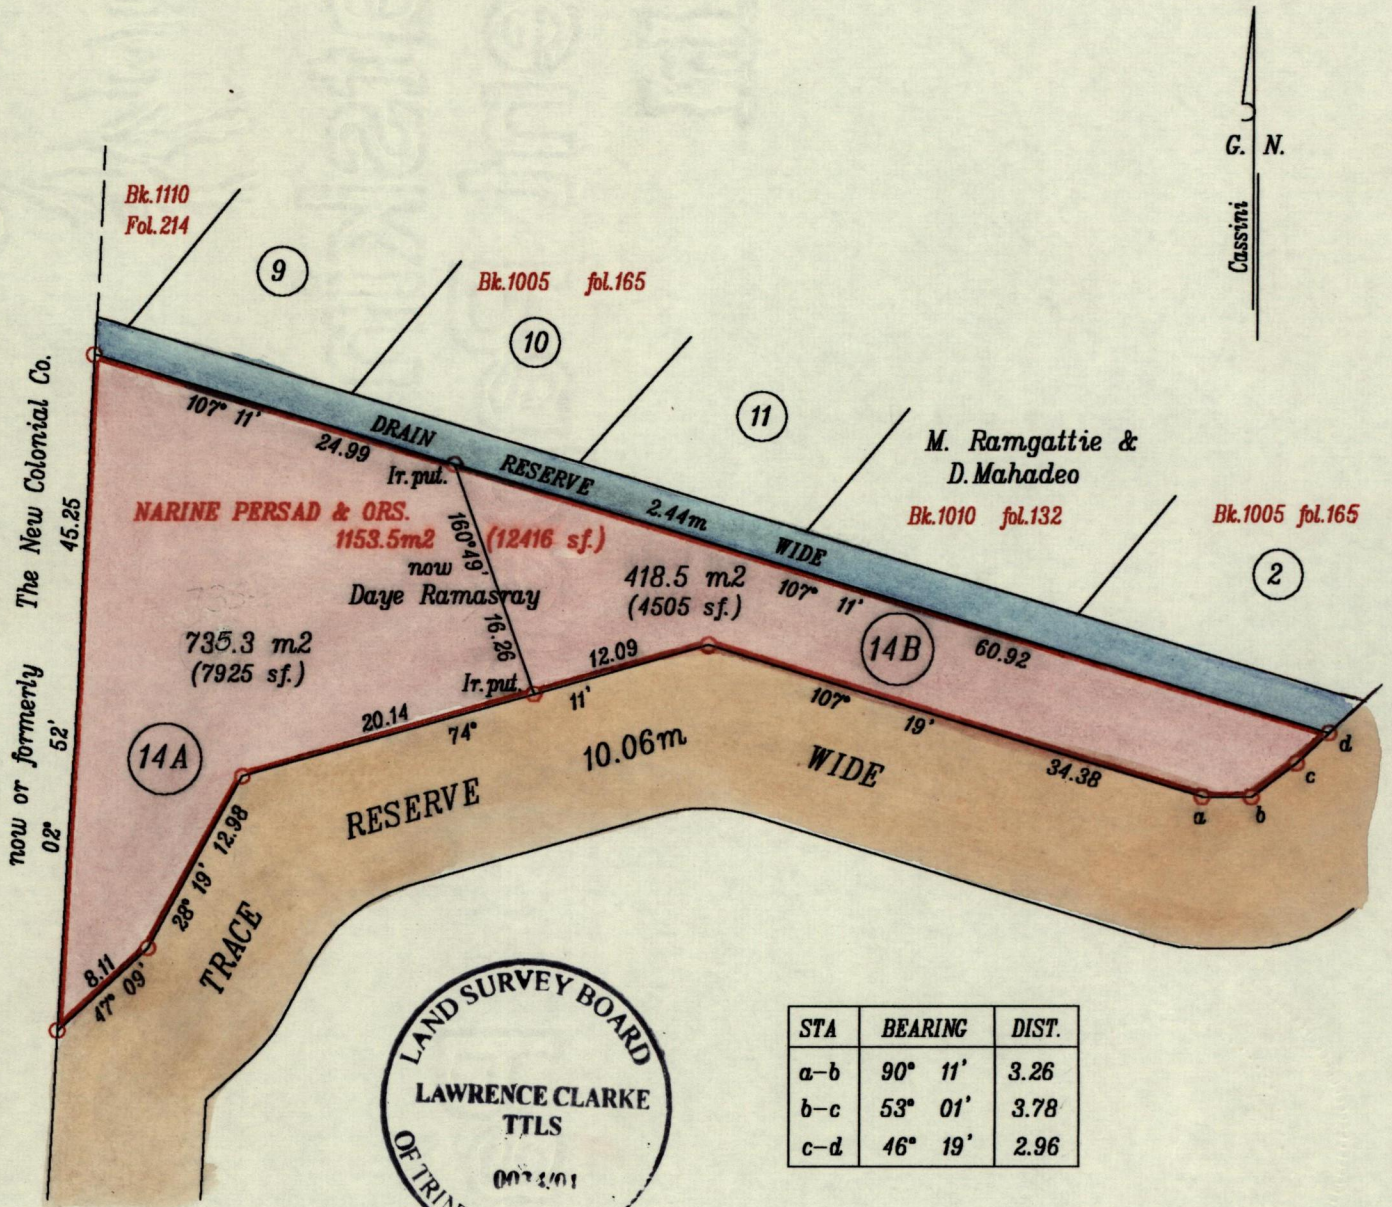 G. N.
Cassini
Bk.1110
Fol.214
9
Bk.1005 fol.165
10
11
M. Ramgattie &
D.Mahadeo
Bk.1010 fol.132
Bk.1005 fol.165
2
now or formerly The New Colonial Co.
02° 52' 45.25
107° 11'
24.99
DRAIN RESERVE 2.44m WIDE
Ir.put.
NARINE PERSAD & ORS.
1153.5m2 (12416 sf.)
now
Daye Ramasray
160°49'
16.26
418.5 m2
(4505 sf.)
107° 11'
60.92
14B
735.3 m2
(7925 sf.)
Ir.put.
12.09
20.14
74° 11'
14A
107° 19'
34.38
a
b
c
d
28° 19' 12.98
8.11
47° 09'
TRACE RESERVE 10.06m WIDE
LAND SURVEY BOARD
LAWRENCE CLARKE
TTLS
STA BEARING DIST.
a-b 90° 11' 3.26
b-c 53° 01' 3.78
c-d 46° 19' 2.96